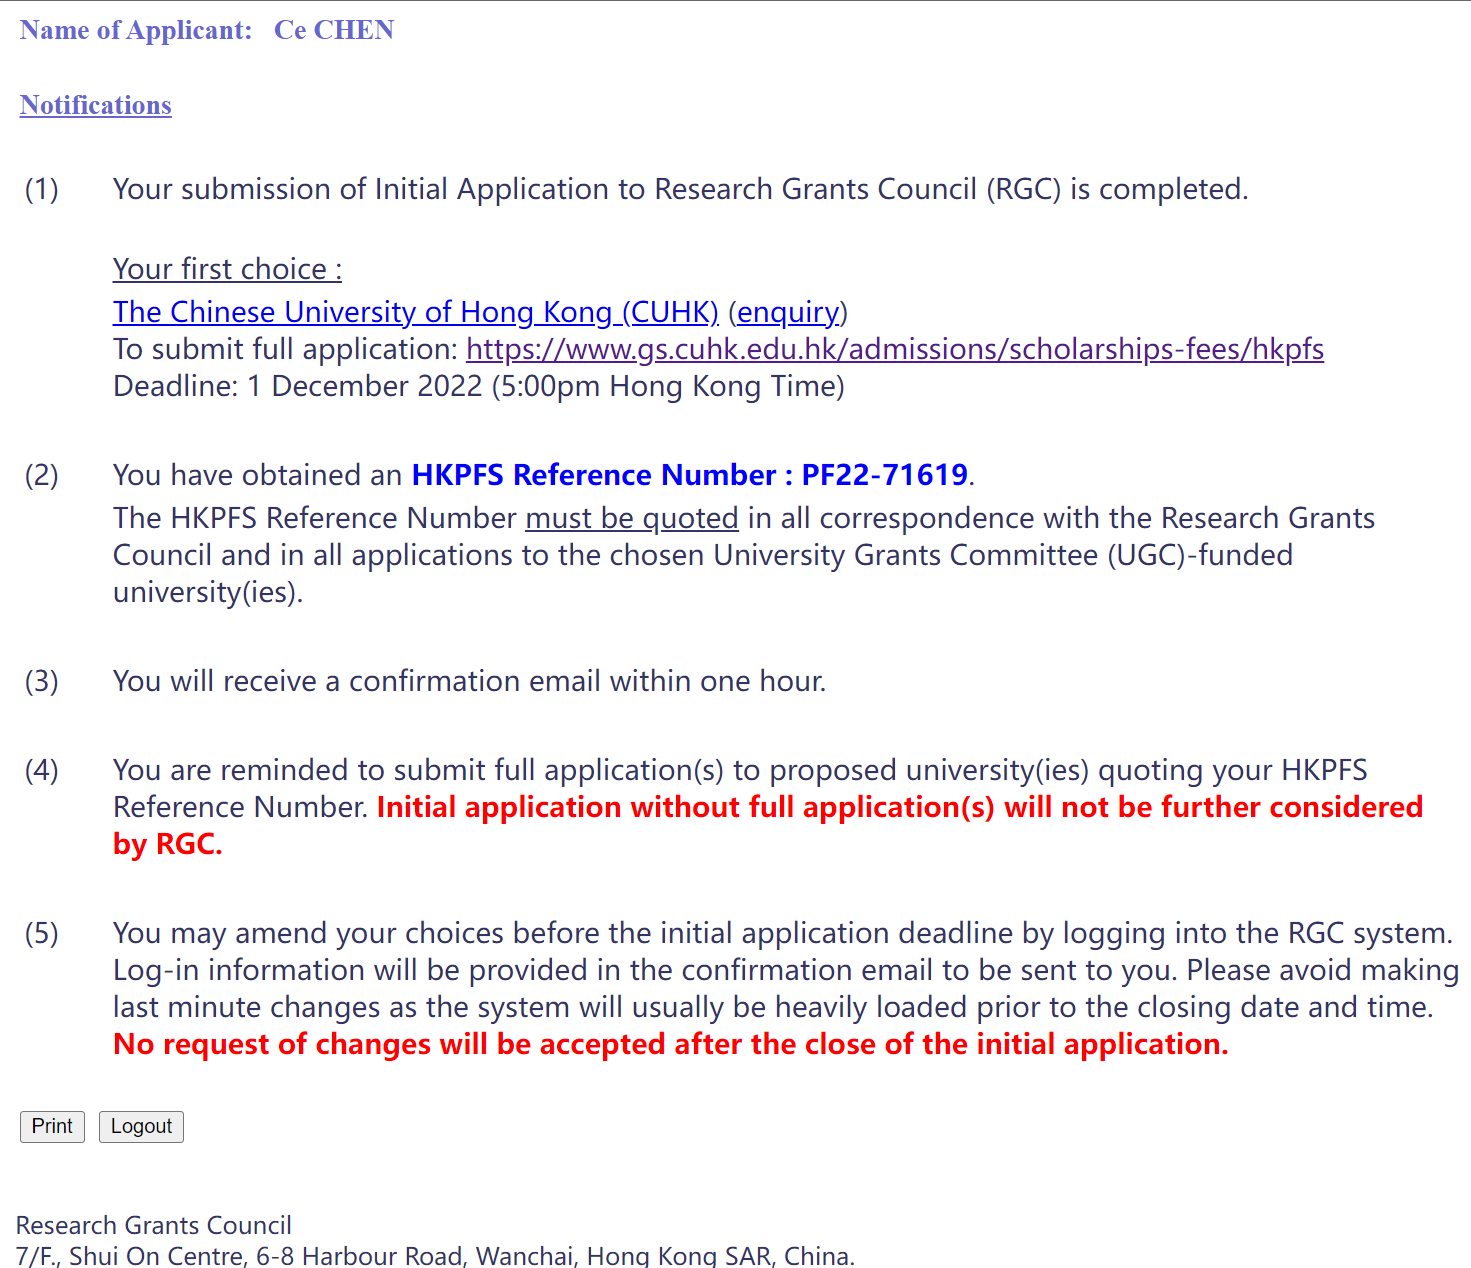 Name of Applicant: Ce CHEN
Notifications
(1) Your submission of Initial Application to Research Grants Council (RGC) is completed.
Your first choice :
The Chinese University of Hong Kong (CUHK) (enquiry)
To submit full application: https://www.gs.cuhk.edu.hk/admissions/scholarships-fees/hkpfs
Deadline: 1 December 2022 (5:00pm Hong Kong Time)
(2) You have obtained an HKPFS Reference Number : PF22-71619.
The HKPFS Reference Number must be quoted in all correspondence with the Research Grants
Council and in all applications to the chosen University Grants Committee (UGC)-funded
university(ies).
(3) You will receive a confirmation email within one hour.
(4) You are reminded to submit full application(s) to proposed university(ies) quoting your HKPFS
Reference Number. Initial application without full application(s) will not be further considered
by RGC.
(5) You may amend your choices before the initial application deadline by logging into the RGC system.
Log-in information will be provided in the confirmation email to be sent to you. Please avoid making
last minute changes as the system will usually be heavily loaded prior to the closing date and time.
No request of changes will be accepted after the close of the initial application.
Print Logout
Research Grants Council
7/F., Shui On Centre, 6-8 Harbour Road, Wanchai, Hong Kong SAR, China.